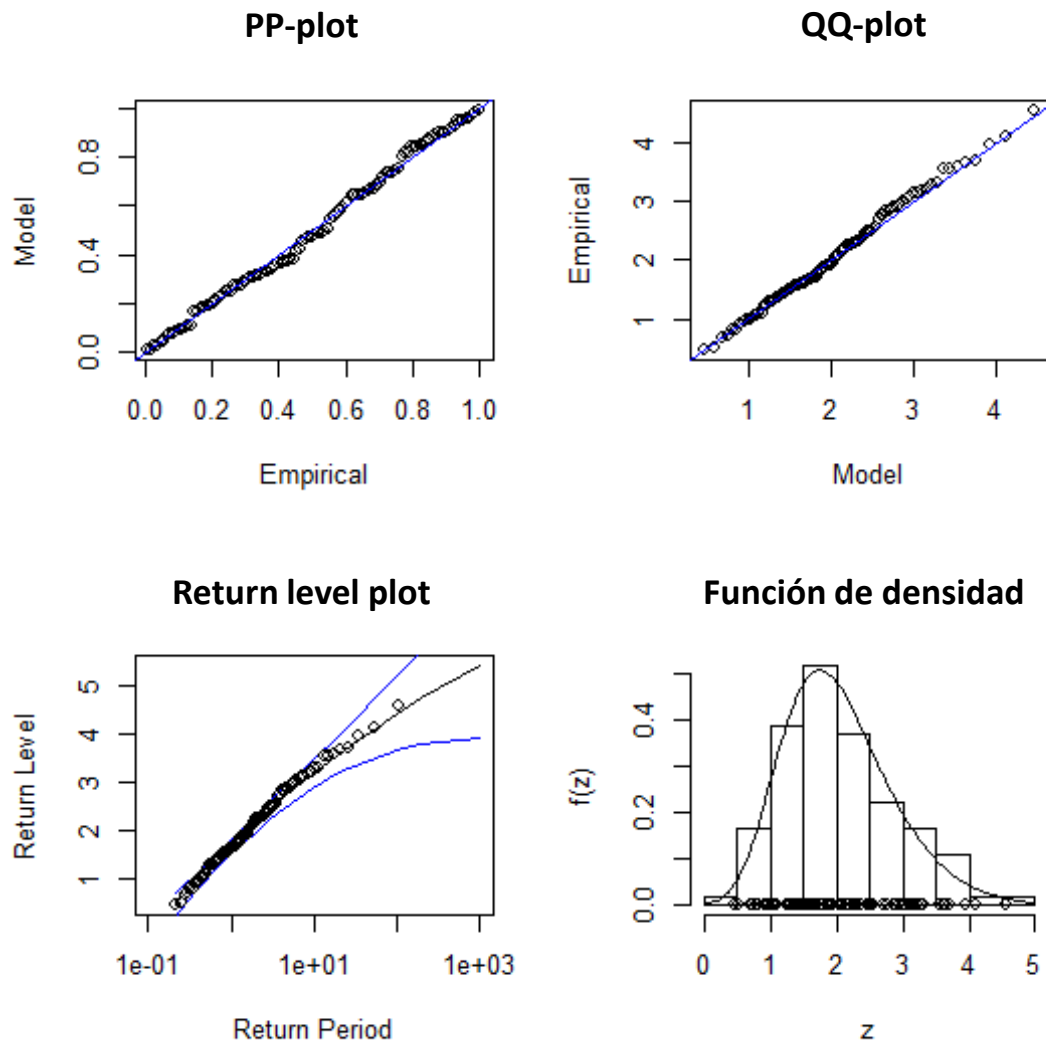 PP-plot
QQ-plot
Model
0.0 0.4 0.8
0.0 0.2 0.4 0.6 0.8 1.0
Empirical
Empirical
1 2 3 4
1 2 3 4
Model
Return level plot
Función de densidad
Return Level
1 2 3 4 5
1e-01 1e+01 1e+03
Return Period
f(z)
0.0 0.2 0.4
0 1 2 3 4 5
z